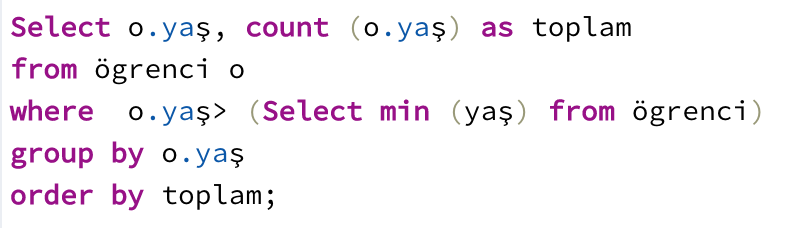 Select o.yaş, count (o.yaş) as toplam
from ögrenci o
where  o.yaş> (Select min (yaş) from ögrenci)
group by o.yaş
order by toplam;